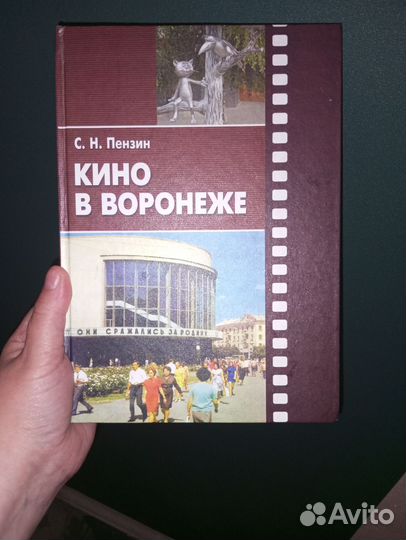 С. Н. Пензин
КИНО
В ВОРОНЕЖЕ
ОНИ СРАЖАЛИСЬ ЗА РОДИНУ
Avito